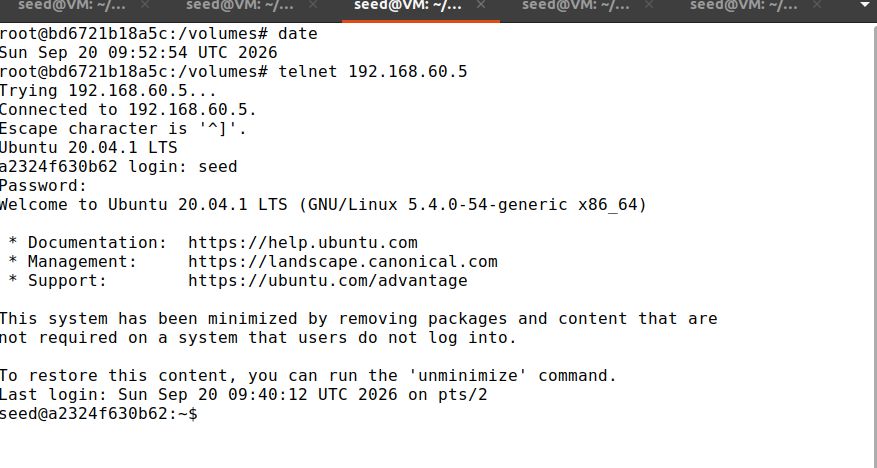 seed@VM: ~/... seed@VM: ~/... seed@VM: ~/... seed@VM: ~/... seed@VM: ~/...
root@bd6721b18a5c:/volumes# date
Sun Sep 20 09:52:54 UTC 2026
root@bd6721b18a5c:/volumes# telnet 192.168.60.5
Trying 192.168.60.5...
Connected to 192.168.60.5.
Escape character is '^]'.
Ubuntu 20.04.1 LTS
a2324f630b62 login: seed
Password:
Welcome to Ubuntu 20.04.1 LTS (GNU/Linux 5.4.0-54-generic x86_64)
* Documentation:  https://help.ubuntu.com
* Management:     https://landscape.canonical.com
* Support:        https://ubuntu.com/advantage
This system has been minimized by removing packages and content that are
not required on a system that users do not log into.
To restore this content, you can run the 'unminimize' command.
Last login: Sun Sep 20 09:40:12 UTC 2026 on pts/2
seed@a2324f630b62:~$